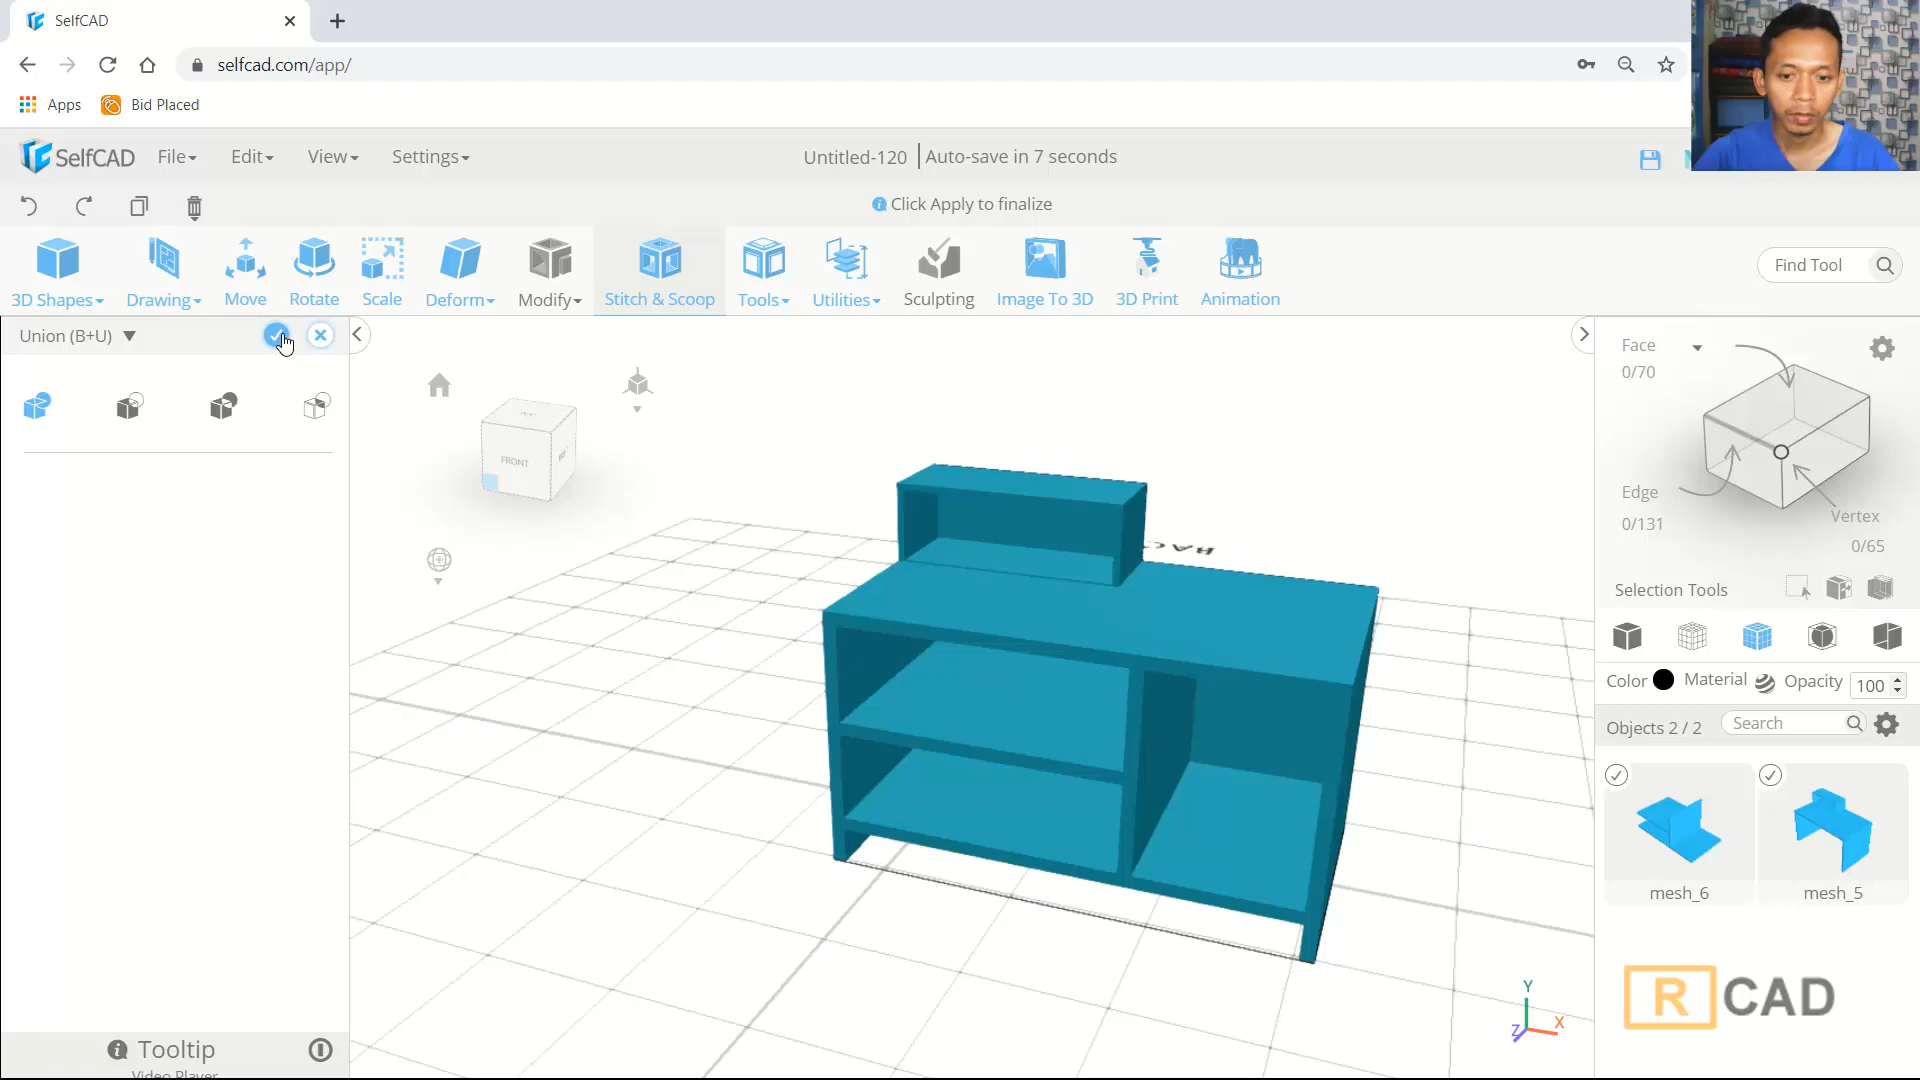 SelfCAD
selfcad.com/app/
Apps
Bid Placed
SelfCAD
File
Edit
View
Settings
Untitled-120
Auto-save in 7 seconds
Click Apply to finalize
3D Shapes
Drawing
Move
Rotate
Scale
Deform
Modify
Stitch & Scoop
Tools
Utilities
Sculpting
Image To 3D
3D Print
Animation
Find Tool
Union (B+U)
FRONT
Face
0/70
Edge
0/131
Vertex
0/65
Selection Tools
Color
Material
Opacity
100
Objects 2 / 2
Search
mesh_6
mesh_5
R CAD
Y
X
Z
Tooltip
Video Player